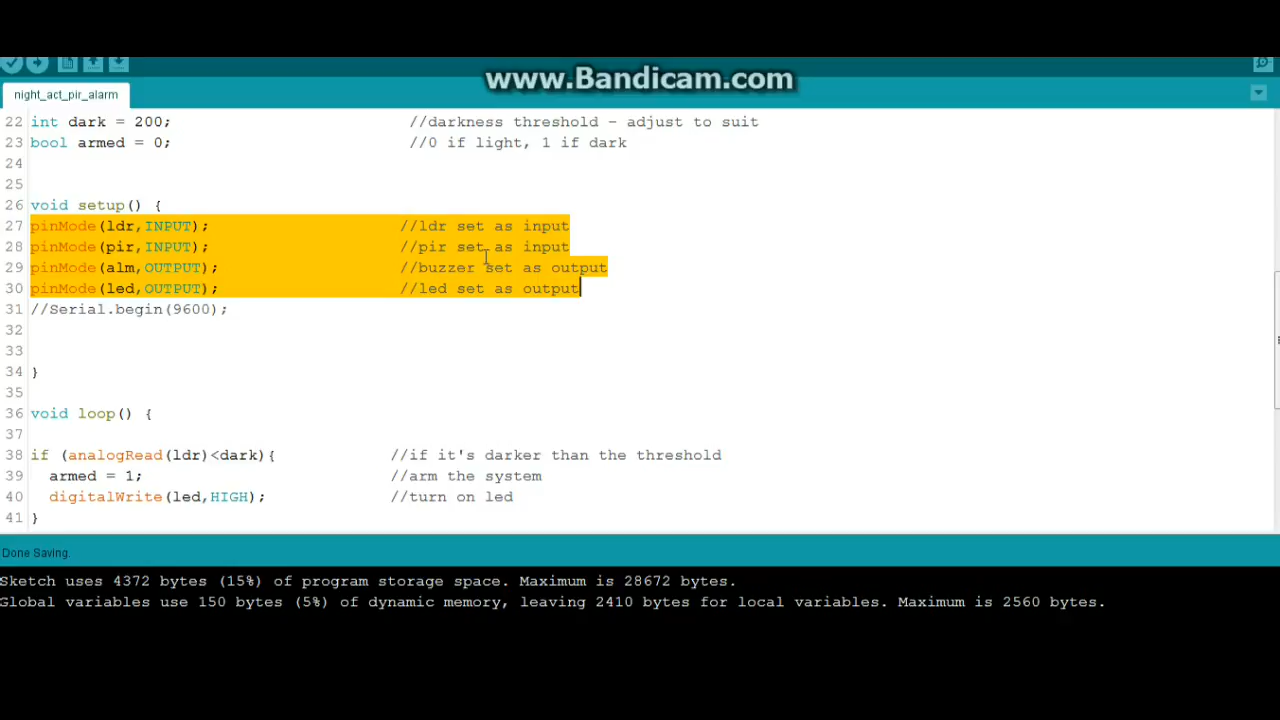 www.Bandicam.com
night_act_pir_alarm
22 int dark = 200; //darkness threshold - adjust to suit
23 bool armed = 0; //0 if light, 1 if dark
24
25
26 void setup() {
27 pinMode(ldr,INPUT); //ldr set as input
28 pinMode(pir,INPUT); //pir set as input
29 pinMode(alm,OUTPUT); //buzzer set as output
30 pinMode(led,OUTPUT); //led set as output
31 //Serial.begin(9600);
32
33
34 }
35
36 void loop() {
37
38 if (analogRead(ldr)<dark){ //if it's darker than the threshold
39 armed = 1; //arm the system
40 digitalWrite(led,HIGH); //turn on led
41 }
Done Saving.
Sketch uses 4372 bytes (15%) of program storage space. Maximum is 28672 bytes.
Global variables use 150 bytes (5%) of dynamic memory, leaving 2410 bytes for local variables. Maximum is 2560 bytes.